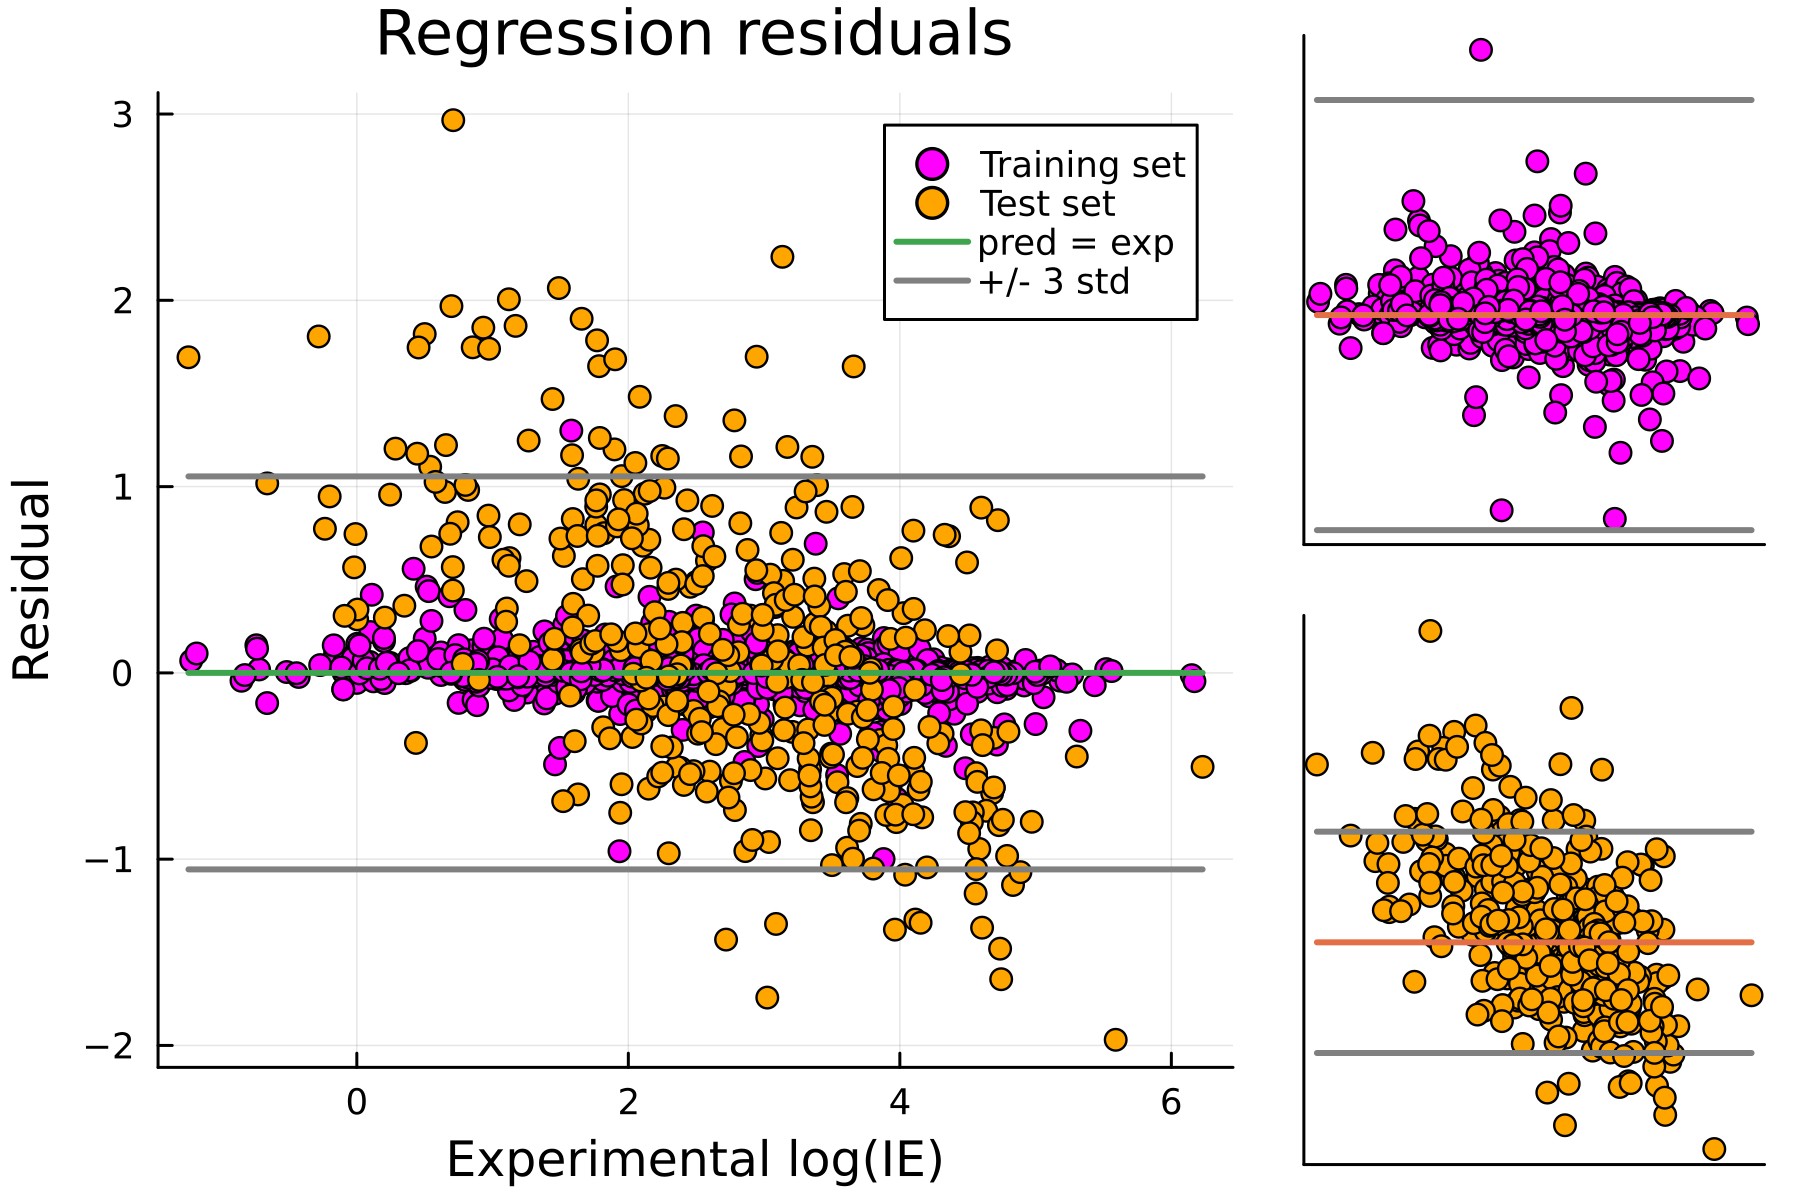 Regression residuals
3
2
1
0
−1
−2
Residual
Training set
Test set
pred = exp
+/- 3 std
0
2
4
6
Experimental log(IE)